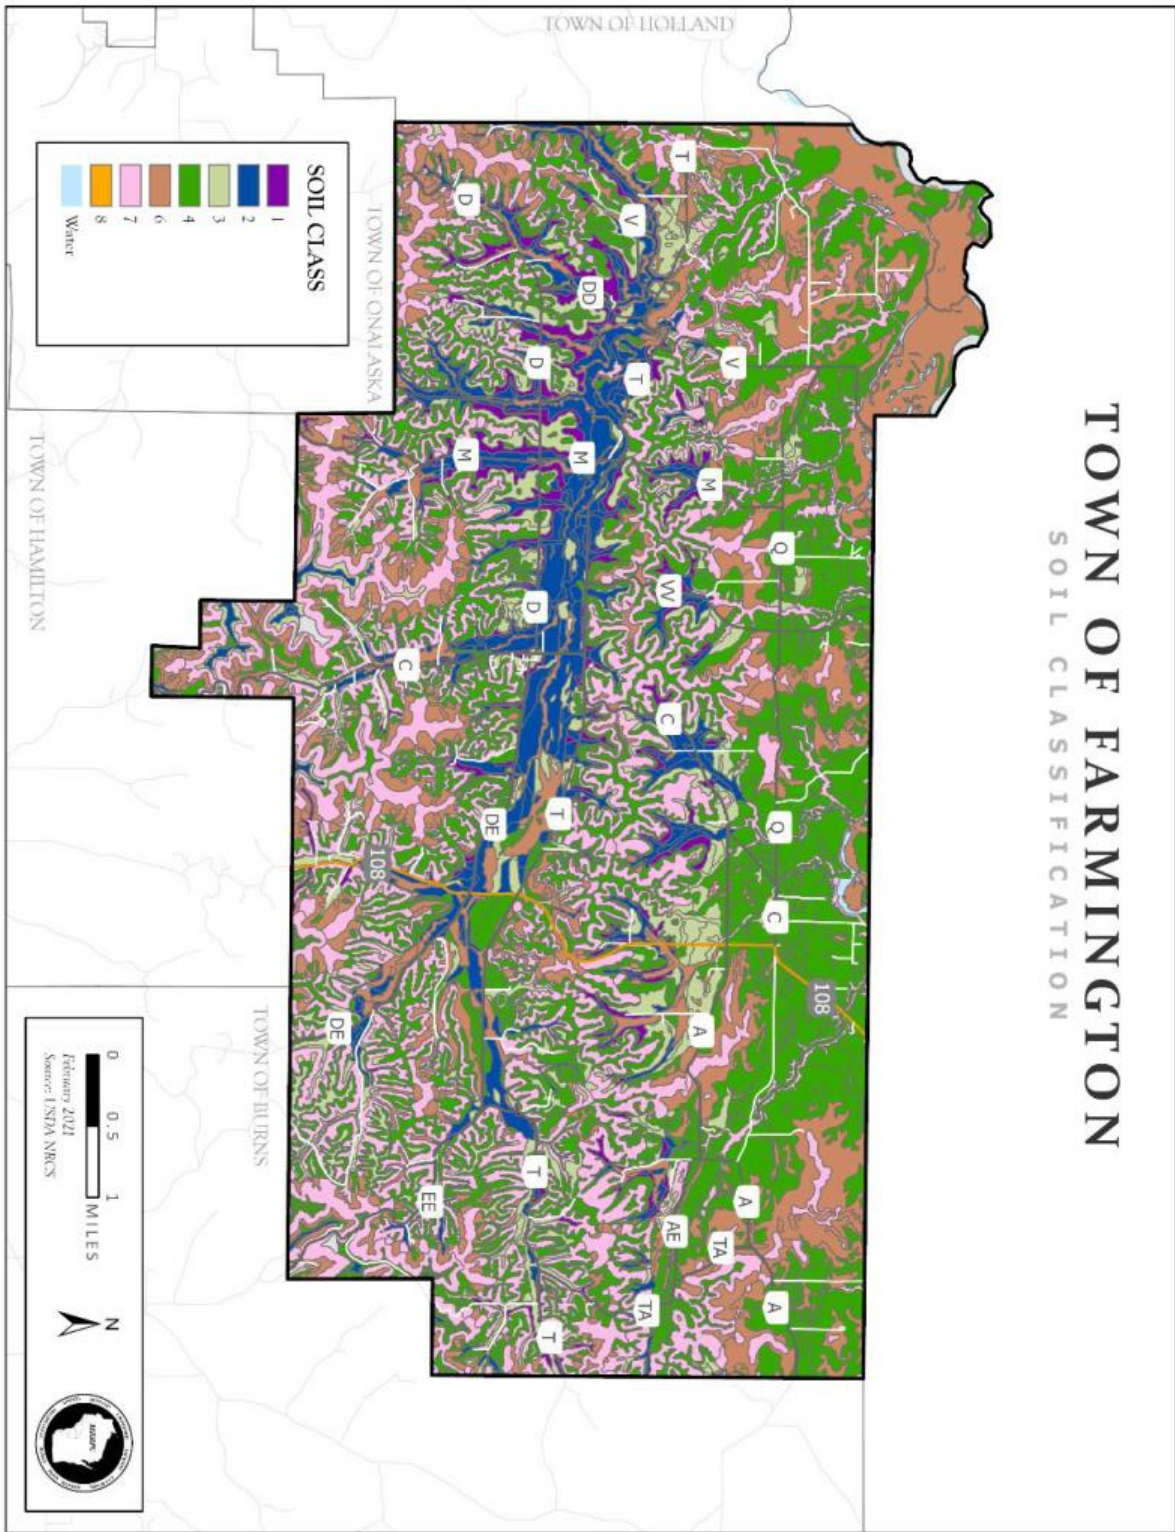 TOWN OF FARMINGTON
SOIL CLASSIFICATION
TOWN OF HOLLAND
T
V
D
DD
V
T
D
M
M
M
Q
W
D
C
C
Q
C
T
DE
108
108
A
DE
T
EE
A
AE
TA
A
TA
T
TOWN OF ONALASKA
TOWN OF HAMILTON
TOWN OF BURNS
SOIL CLASS
1
2
3
4
6
7
8
Water
0 0.5 1
MILES
N
February 2021
Source: USDA NRCS
MRRPC